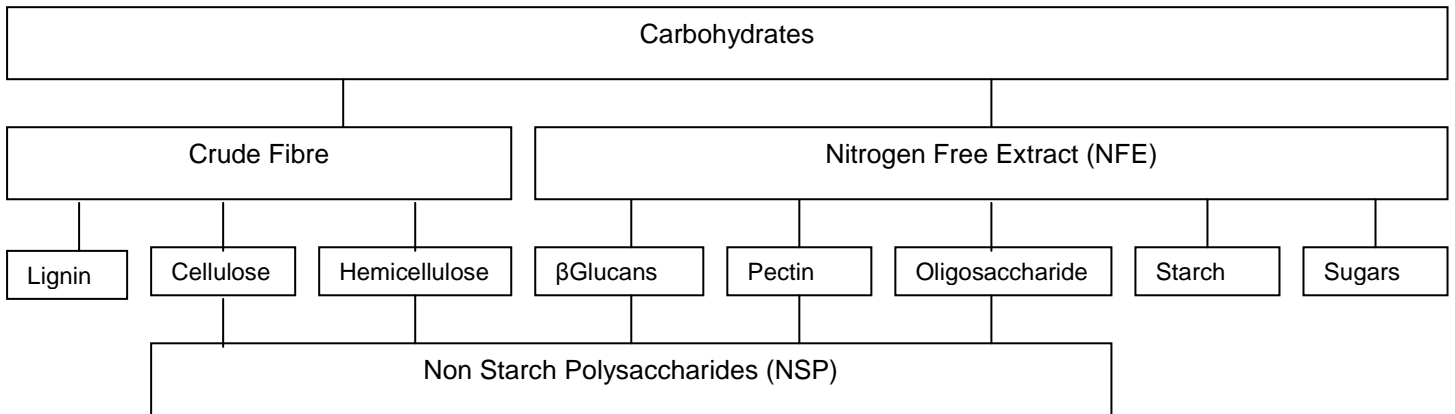 Carbohydrates
Crude Fibre
Nitrogen Free Extract (NFE)
Lignin
Cellulose
Hemicellulose
βGlucans
Pectin
Oligosaccharide
Starch
Sugars
Non Starch Polysaccharides (NSP)